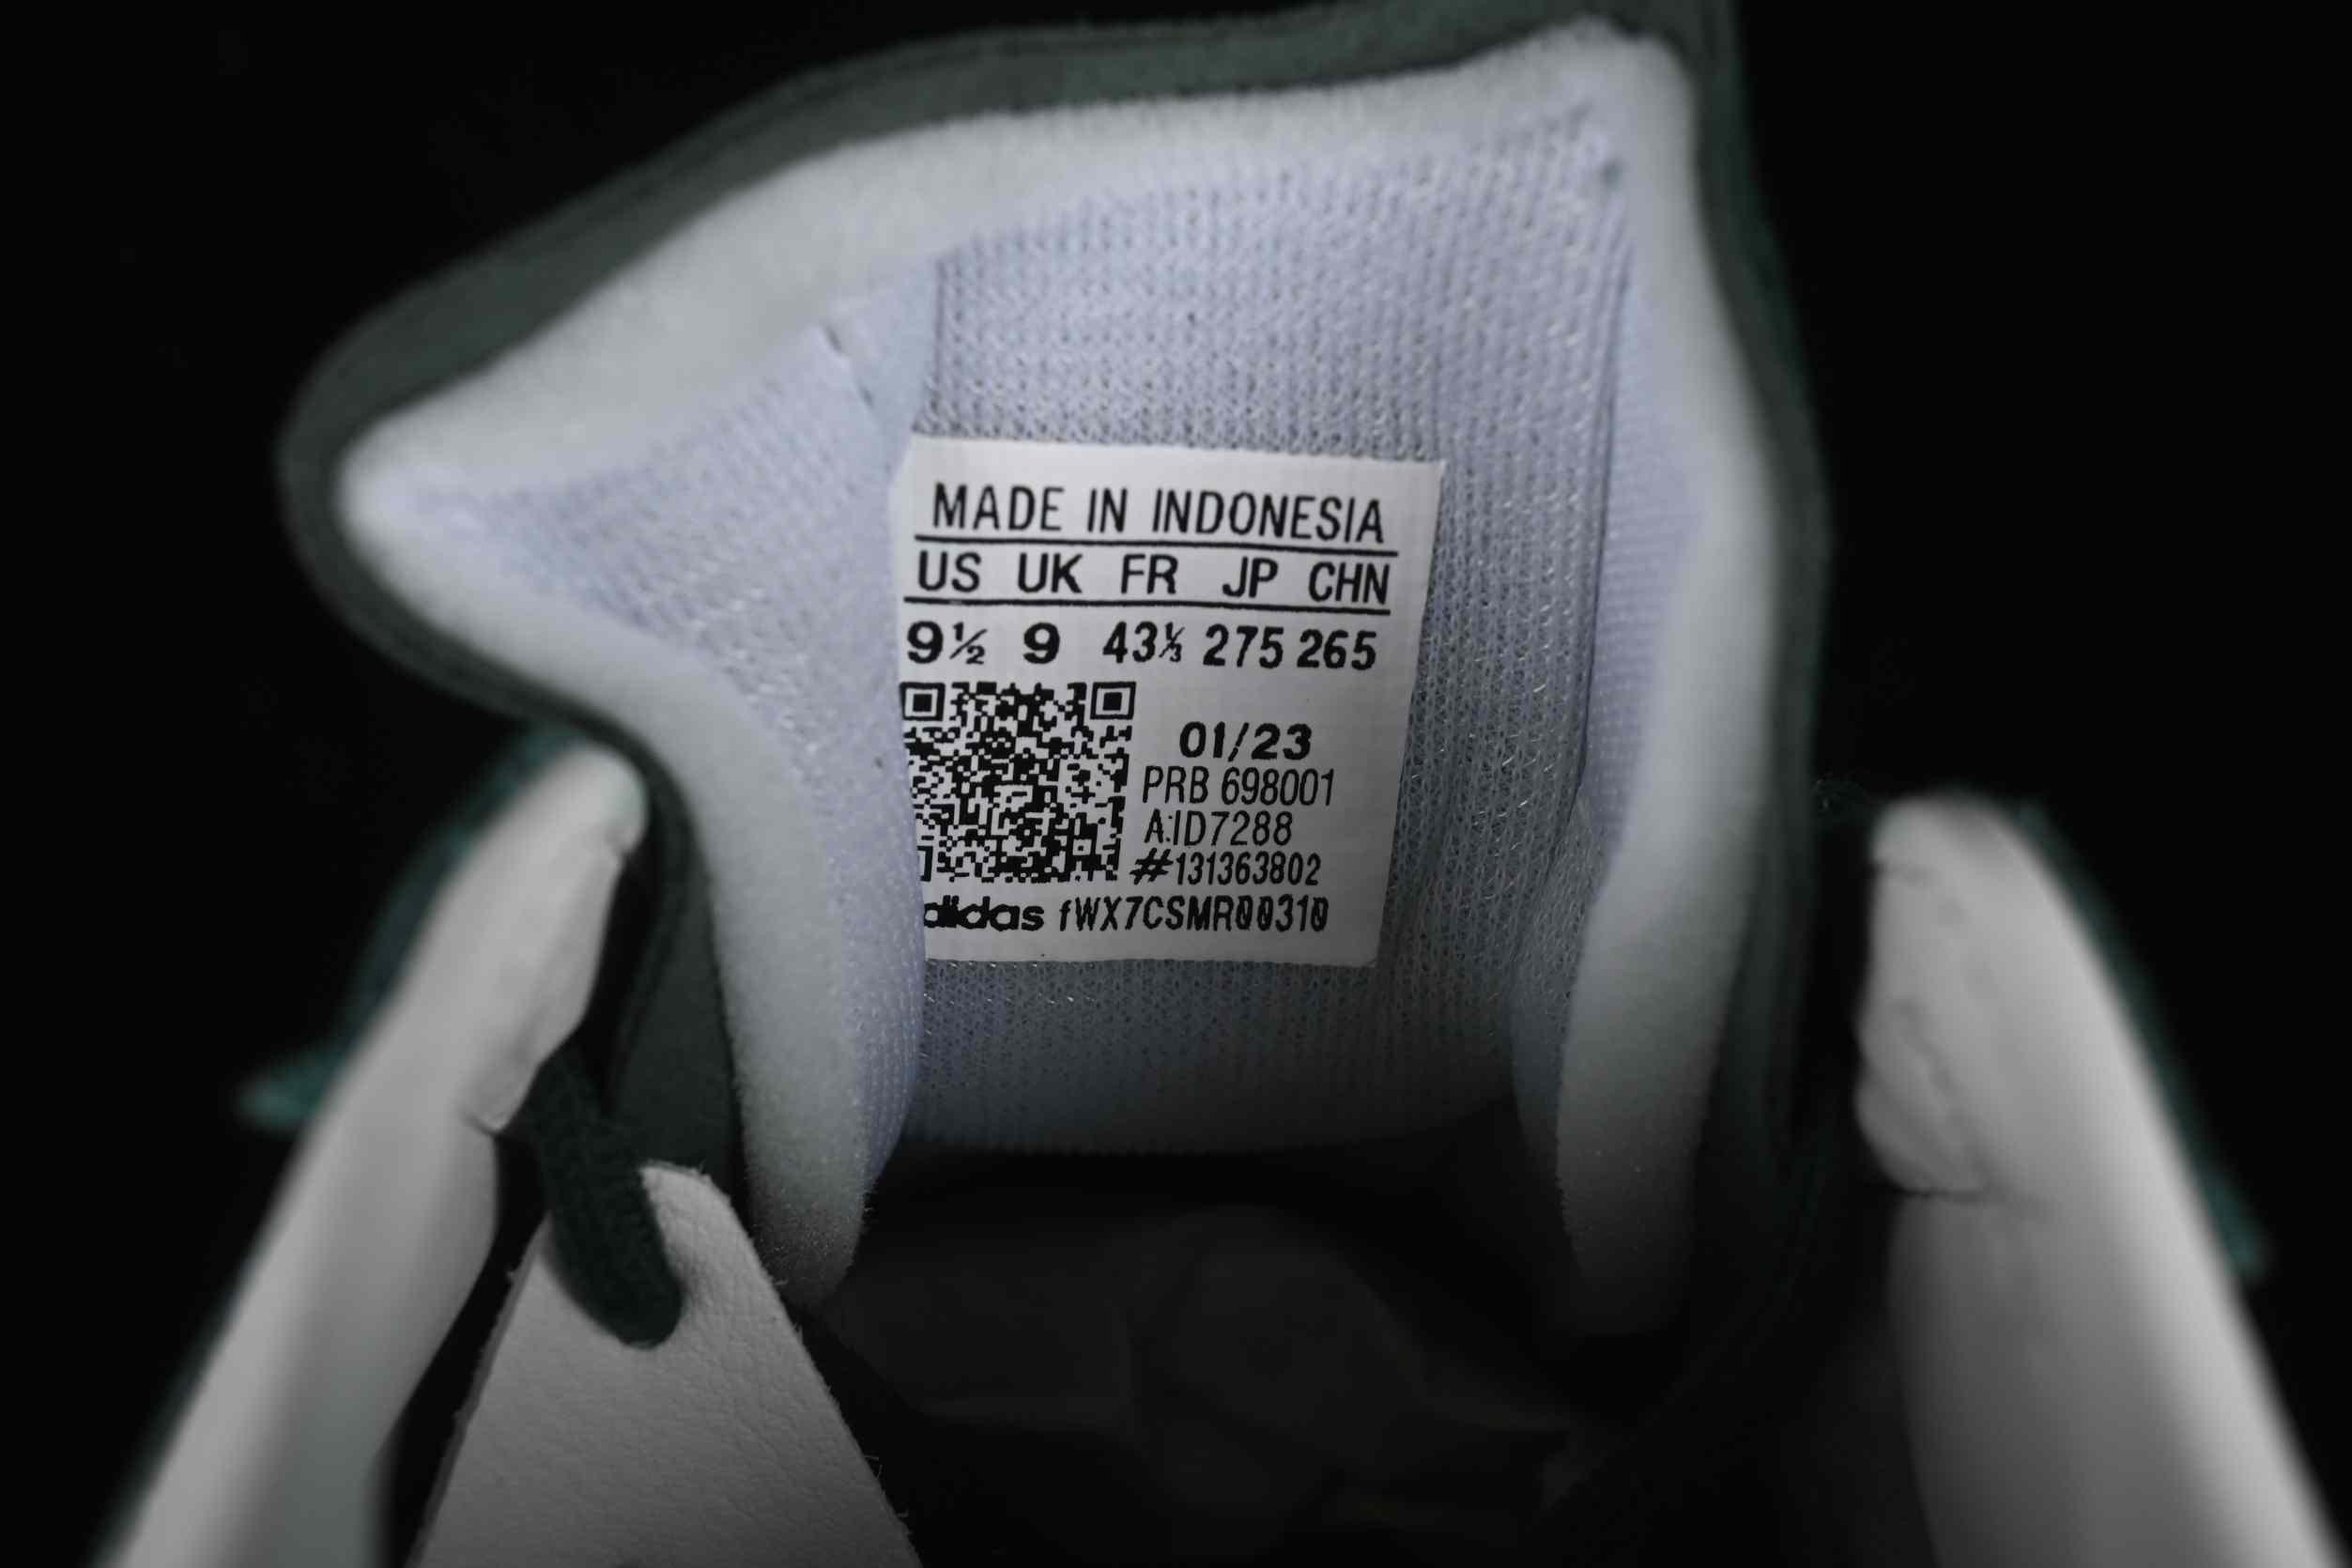 MADE IN INDONESIA
US UK FR JP CHN
9½ 9 43⅓ 275 265
01/23
PRB 698001
A:ID7288
#131363802
adidas fWX7CSMR00310